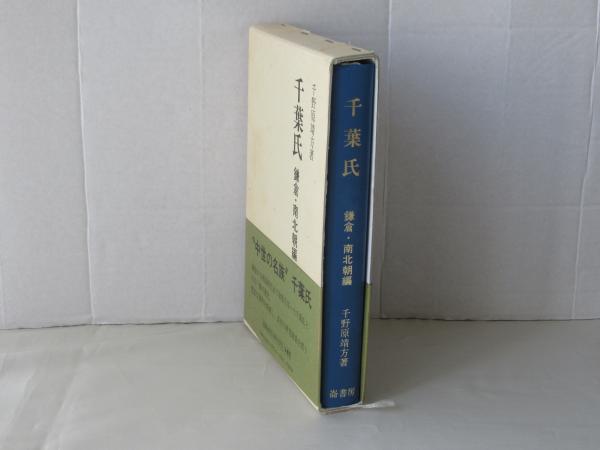 千野原靖方著
千葉氏
鎌倉・南北朝編
"中世の名族"千葉氏
千葉氏
鎌倉・南北朝編
千野原靖方著
崙書房